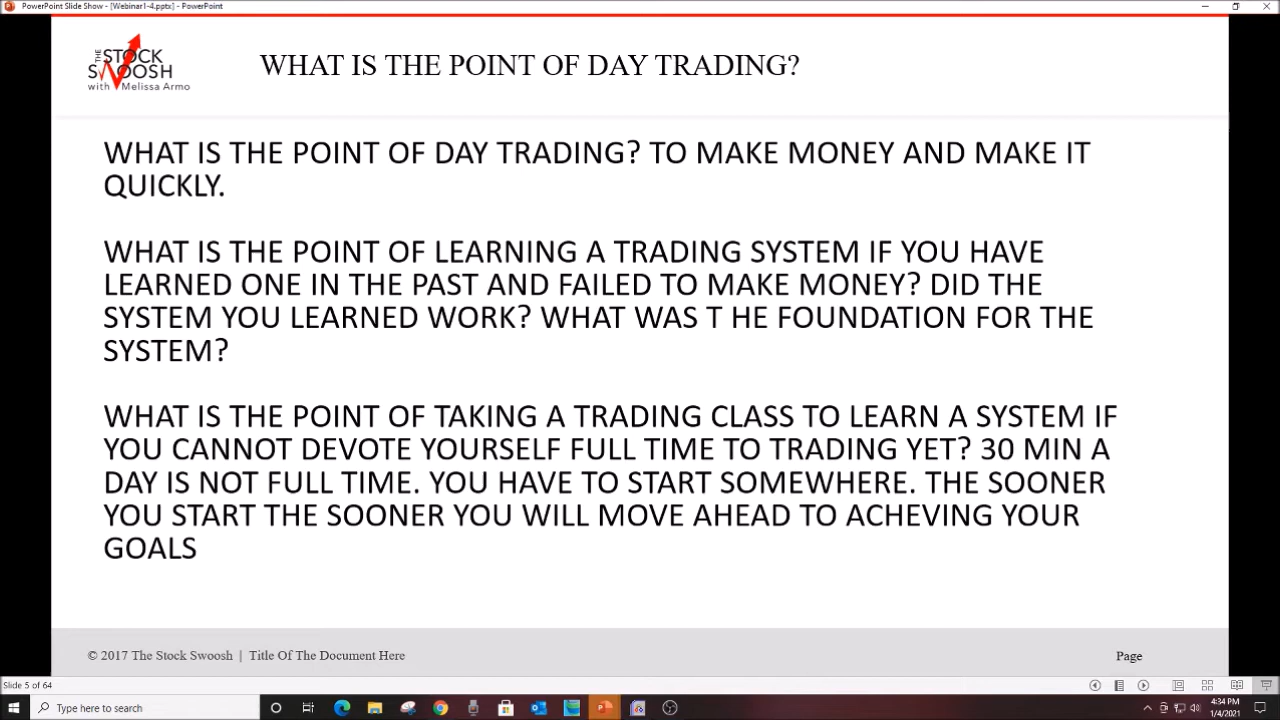 PowerPoint Slide Show - [Webinar1-4.pptx] - PowerPoint
THE STOCK
SWOOSH
with Melissa Armo
WHAT IS THE POINT OF DAY TRADING?
WHAT IS THE POINT OF DAY TRADING? TO MAKE MONEY AND MAKE IT
QUICKLY.
WHAT IS THE POINT OF LEARNING A TRADING SYSTEM IF YOU HAVE
LEARNED ONE IN THE PAST AND FAILED TO MAKE MONEY? DID THE
SYSTEM YOU LEARNED WORK? WHAT WAS T HE FOUNDATION FOR THE
SYSTEM?
WHAT IS THE POINT OF TAKING A TRADING CLASS TO LEARN A SYSTEM IF
YOU CANNOT DEVOTE YOURSELF FULL TIME TO TRADING YET? 30 MIN A
DAY IS NOT FULL TIME. YOU HAVE TO START SOMEWHERE. THE SOONER
YOU START THE SOONER YOU WILL MOVE AHEAD TO ACHEVING YOUR
GOALS
© 2017 The Stock Swoosh | Title Of The Document Here
Page
Slide 5 of 64
Type here to search
4:34 PM
1/4/2021